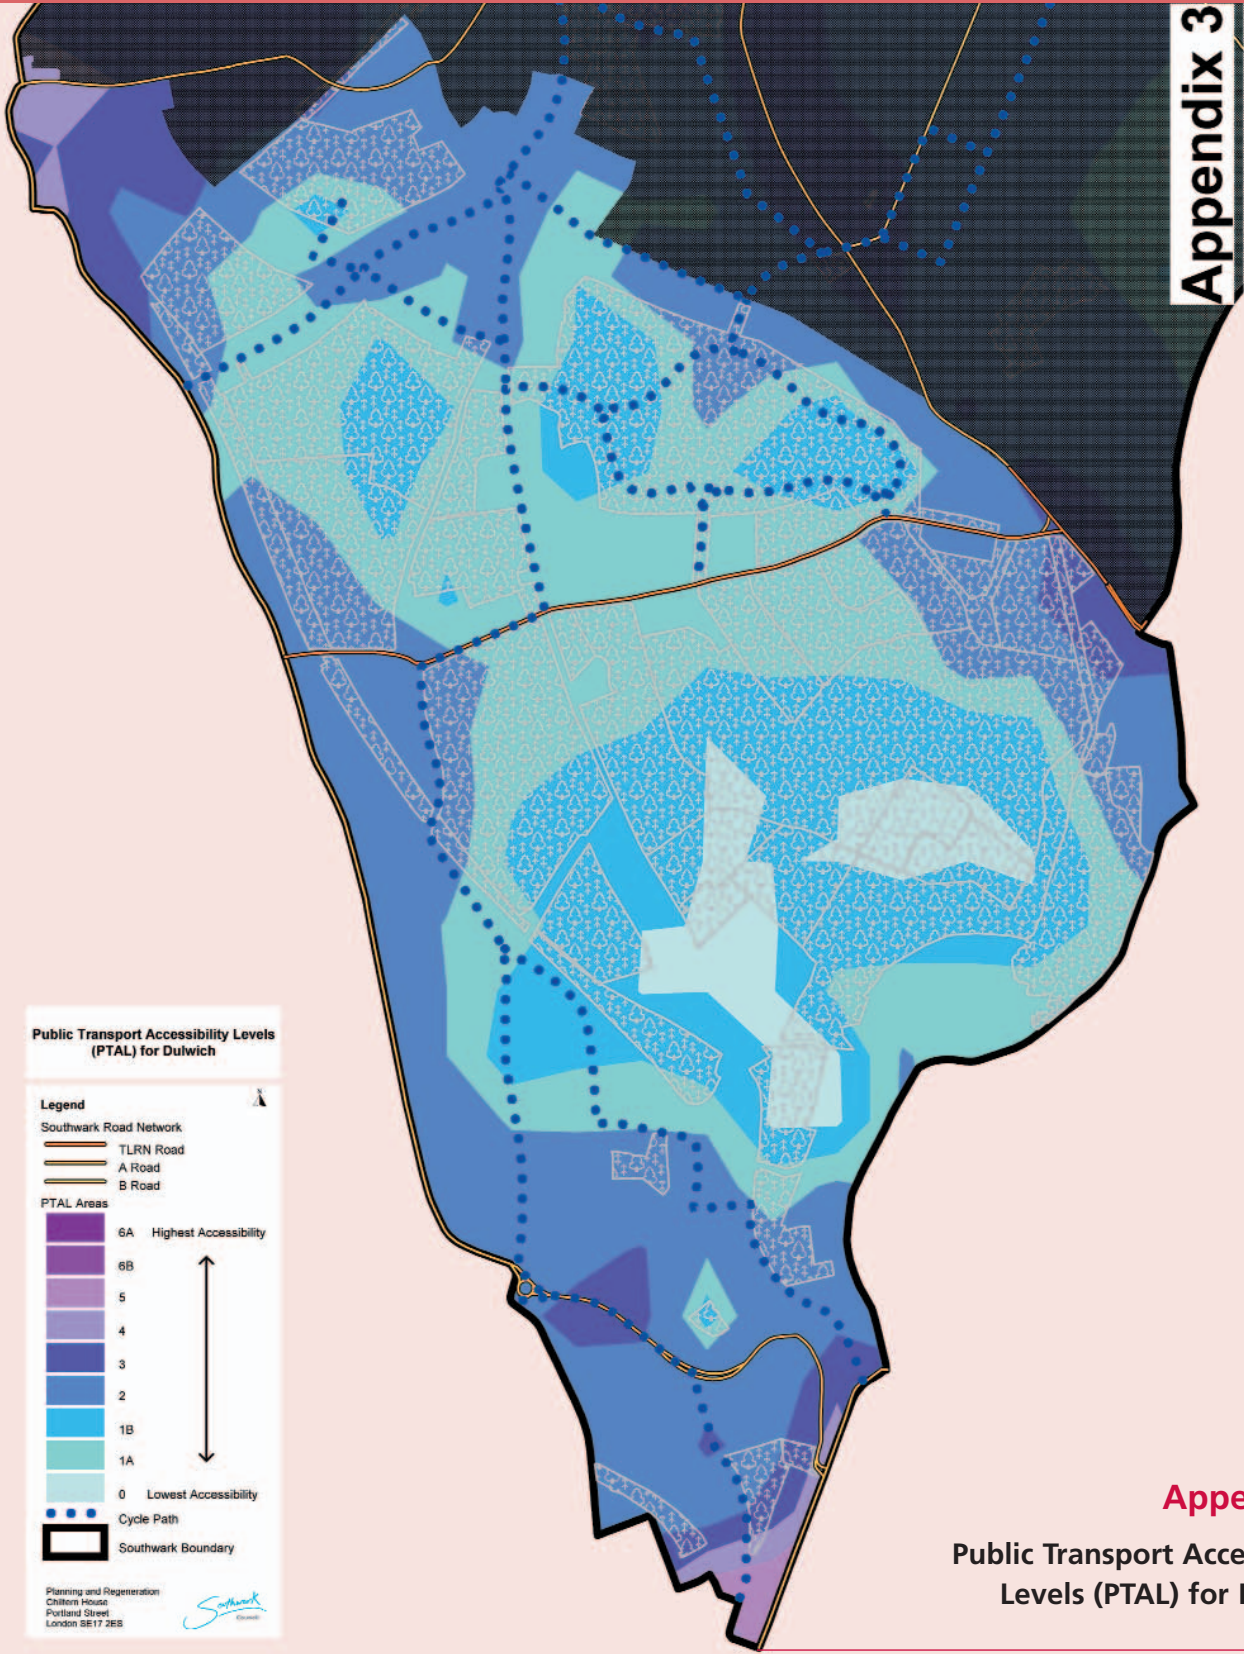 Appendix 3
Public Transport Accessibility Levels
(PTAL) for Dulwich
Legend
N
Southwark Road Network
TLRN Road
A Road
B Road
PTAL Areas
6A Highest Accessibility
6B
5
4
3
2
1B
1A
0 Lowest Accessibility
Cycle Path
Southwark Boundary
Planning and Regeneration
Chiltern House
Portland Street
London SE17 2ES
Southwark
Council
Appe
Public Transport Acce
Levels (PTAL) for